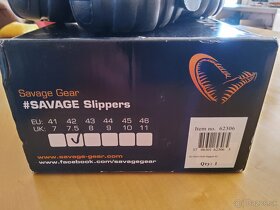 Savage Gear
#SAVAGE Slippers
EU: 41 42 43 44 45 46
UK: 7 7.5 8 9 10 11
www.savage-gear.com
www.facebook.com/savagegear
Item no. 62306
Qty: 1